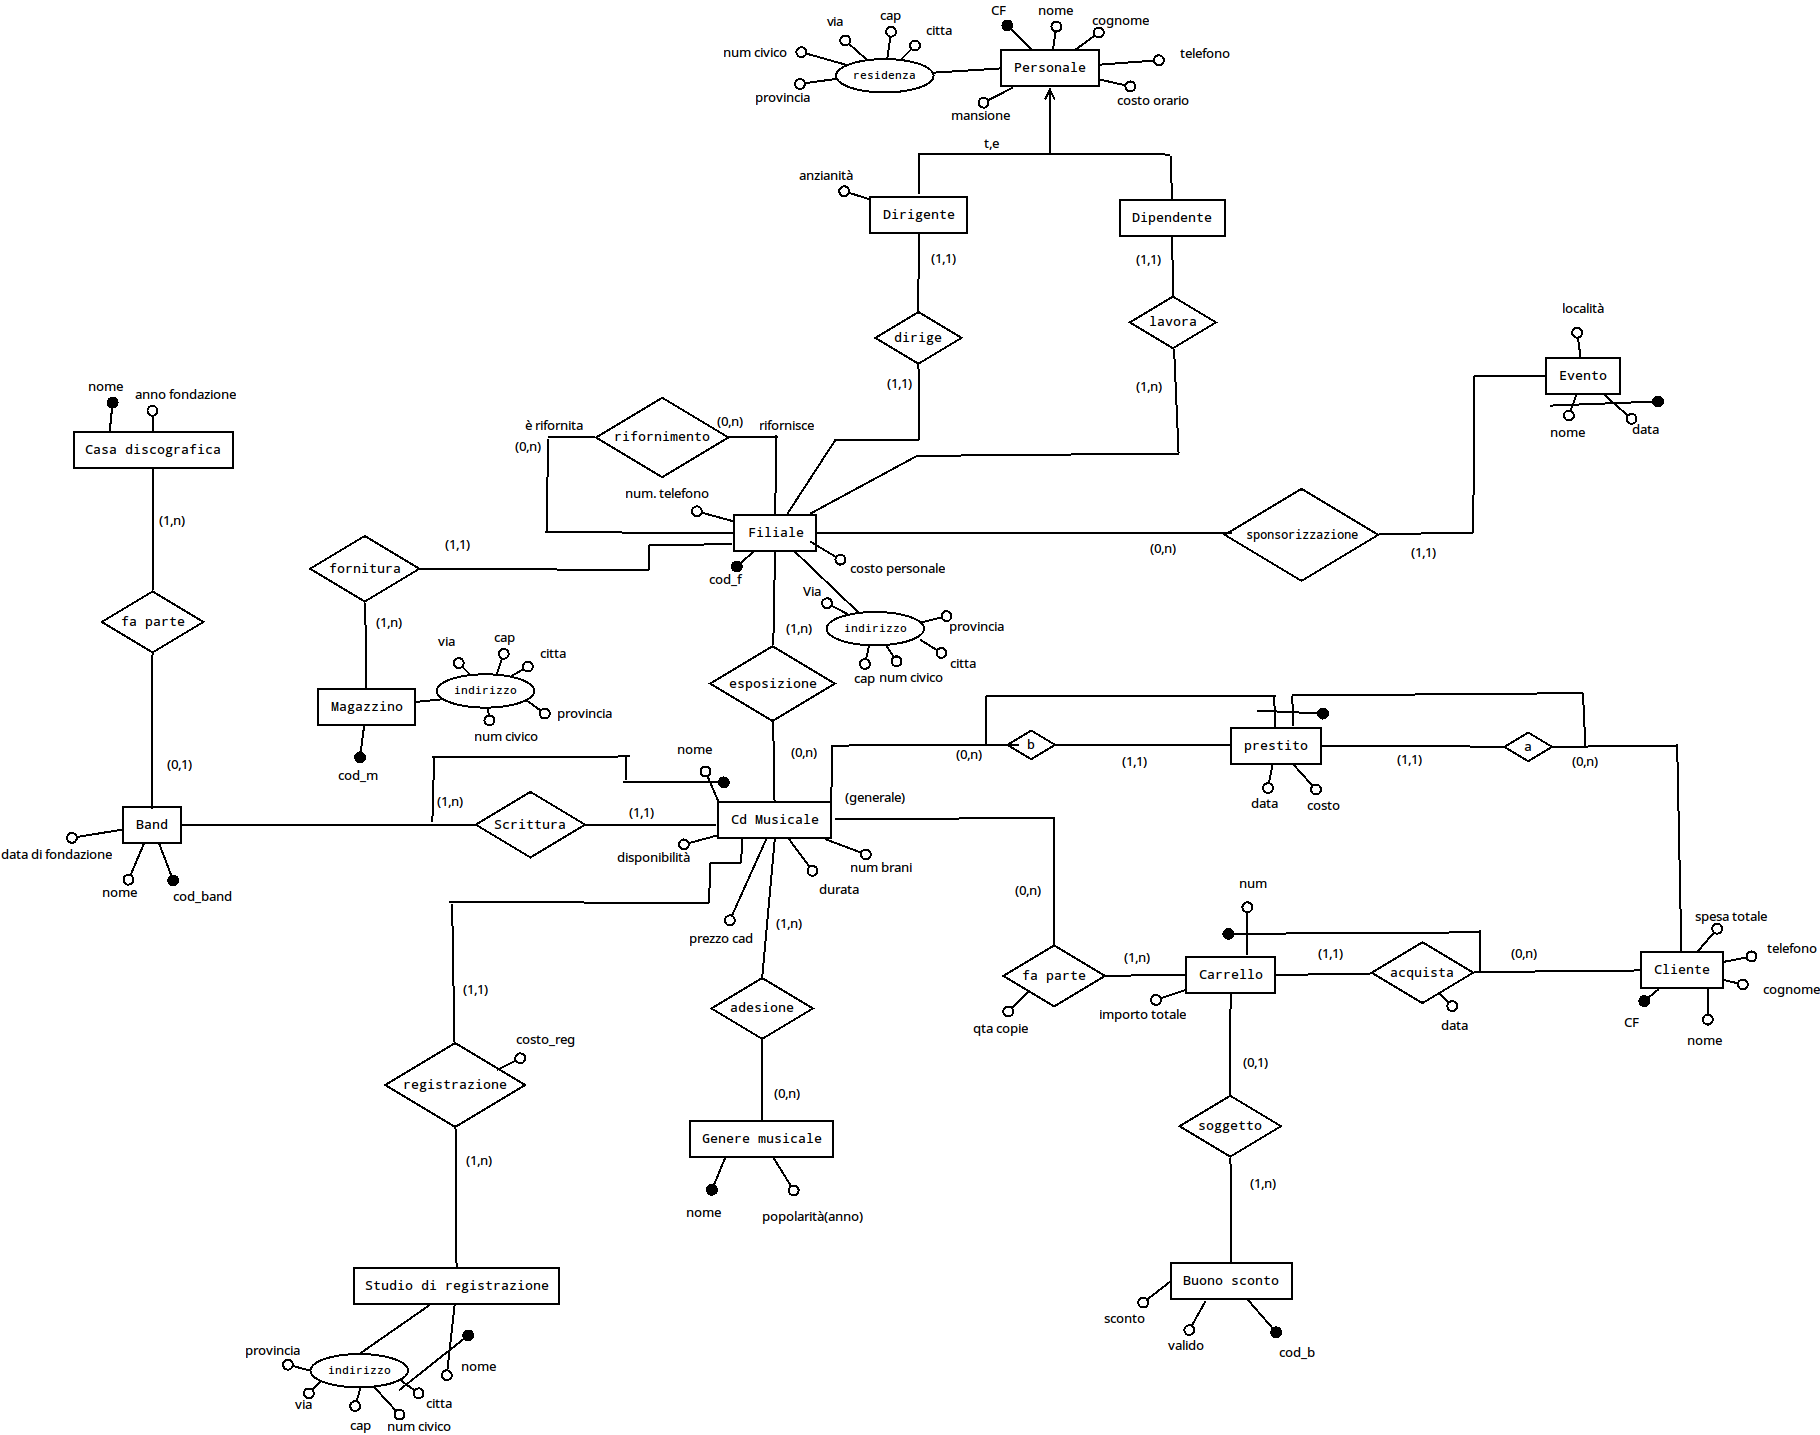 CF
nome
cognome
telefono
costo orario
mansione
via
cap
citta
num civico
provincia
residenza
Personale
t,e
anzianità
Dirigente
Dipendente
(1,1)
(1,1)
dirige
lavora
(1,1)
(1,n)
località
Evento
nome
data
nome
anno fondazione
Casa discografica
(1,n)
fa parte
(0,1)
è rifornita
(0,n)
rifornimento
(0,n)
rifornisce
num. telefono
Filiale
cod_f
costo personale
(0,n)
sponsorizzazione
(1,1)
fornitura
(1,1)
(1,n)
Magazzino
cod_m
via
cap
citta
indirizzo
provincia
num civico
Via
indirizzo
provincia
citta
cap
num civico
(1,n)
esposizione
(0,n)
Band
data di fondazione
nome
cod_band
(1,n)
Scrittura
(1,1)
nome
Cd Musicale
(generale)
disponibilità
num brani
durata
prezzo cad
(0,n)
b
(1,1)
prestito
data
costo
(1,1)
a
(0,n)
(0,n)
fa parte
qta copie
(1,n)
num
Carrello
importo totale
(1,1)
acquista
data
(0,n)
spesa totale
telefono
Cliente
cognome
CF
nome
(1,n)
adesione
(0,n)
Genere musicale
nome
popolarità(anno)
(1,1)
costo_reg
registrazione
(1,n)
Studio di registrazione
nome
provincia
indirizzo
via
cap
num civico
citta
(0,1)
soggetto
(1,n)
Buono sconto
sconto
valido
cod_b